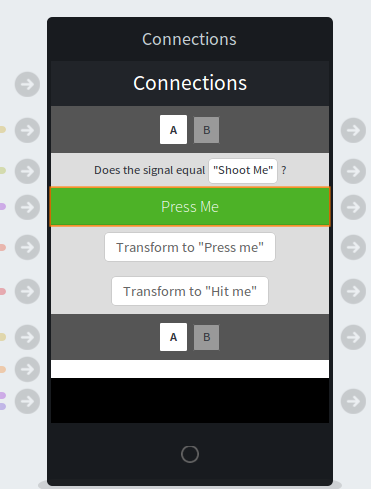 Connections
Connections
A B
Does the signal equal "Shoot Me" ?
Press Me
Transform to "Press me"
Transform to "Hit me"
A B